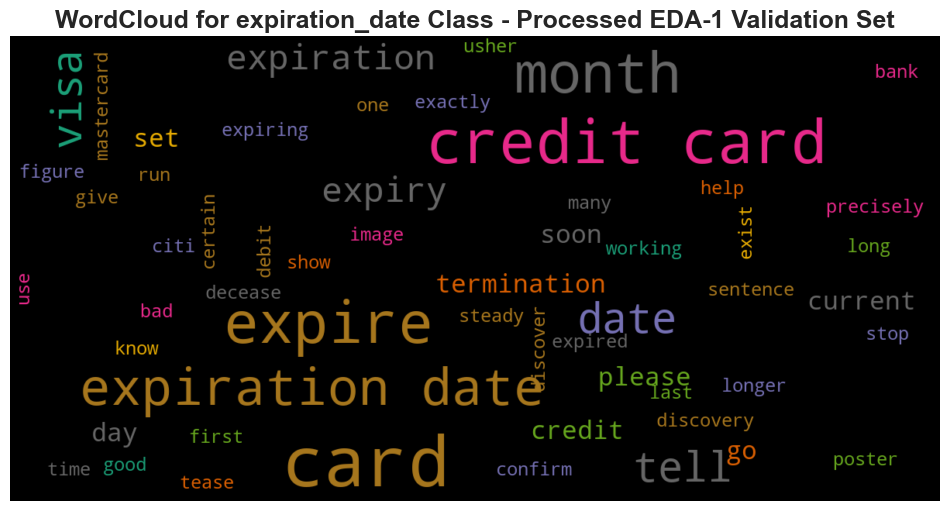 WordCloud for expiration_date Class - Processed EDA-1 Validation Set
usher
expiration
month
visa
mastercard
bank
one
exactly
expiring
set
credit card
figure
run
give
expiry
help
many
precisely
certain
debit
image
soon
exist
citi
working
long
show
use
decease
termination
sentence
current
bad
expire
steady
discover
date
expired
stop
know
expiration date
please
last
longer
day
first
credit
discovery
card
time
good
tease
confirm
tell
go
poster